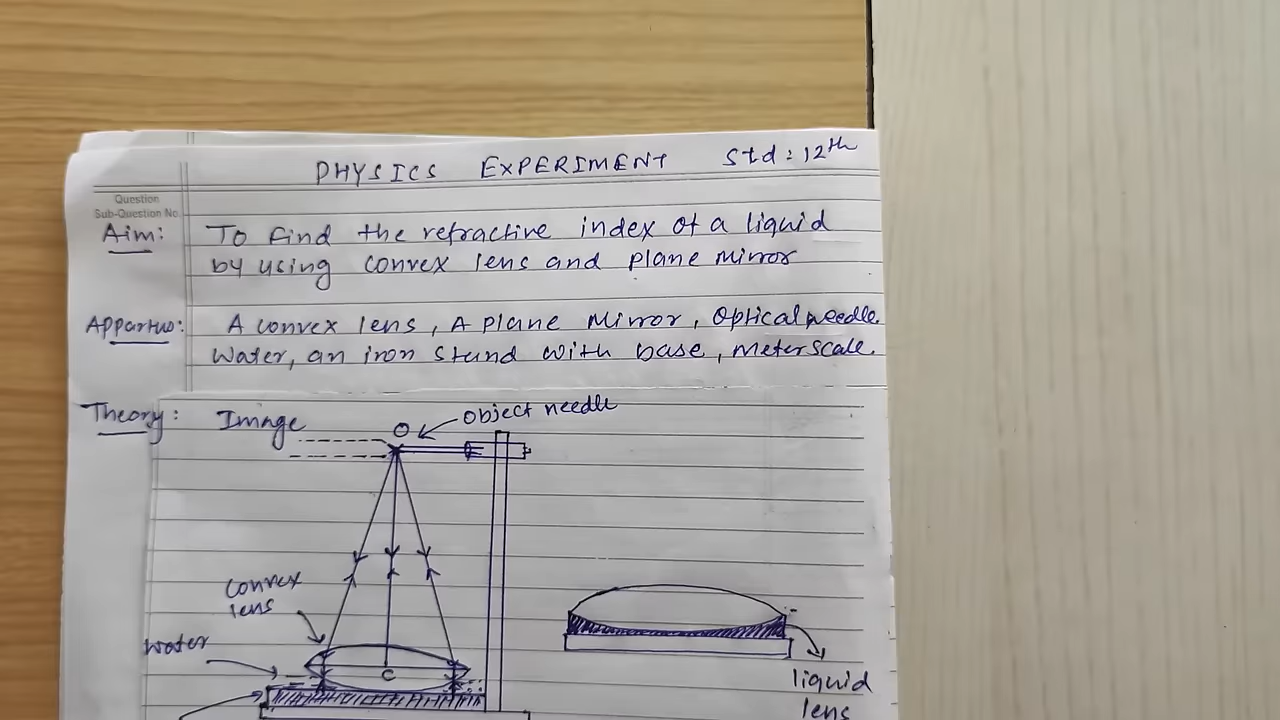 PHYSICS EXPERIMENT Std: 12th
Question
Sub-Question No.
Aim: To find the refractive index of a liquid
by using convex lens and plane mirror
Appartus: A convex lens, A plane Mirror, Optical needle
Water, an iron stand with base, meter scale.
Theory: Image
O
object needle
convex
lens
water
C
liquid
lens